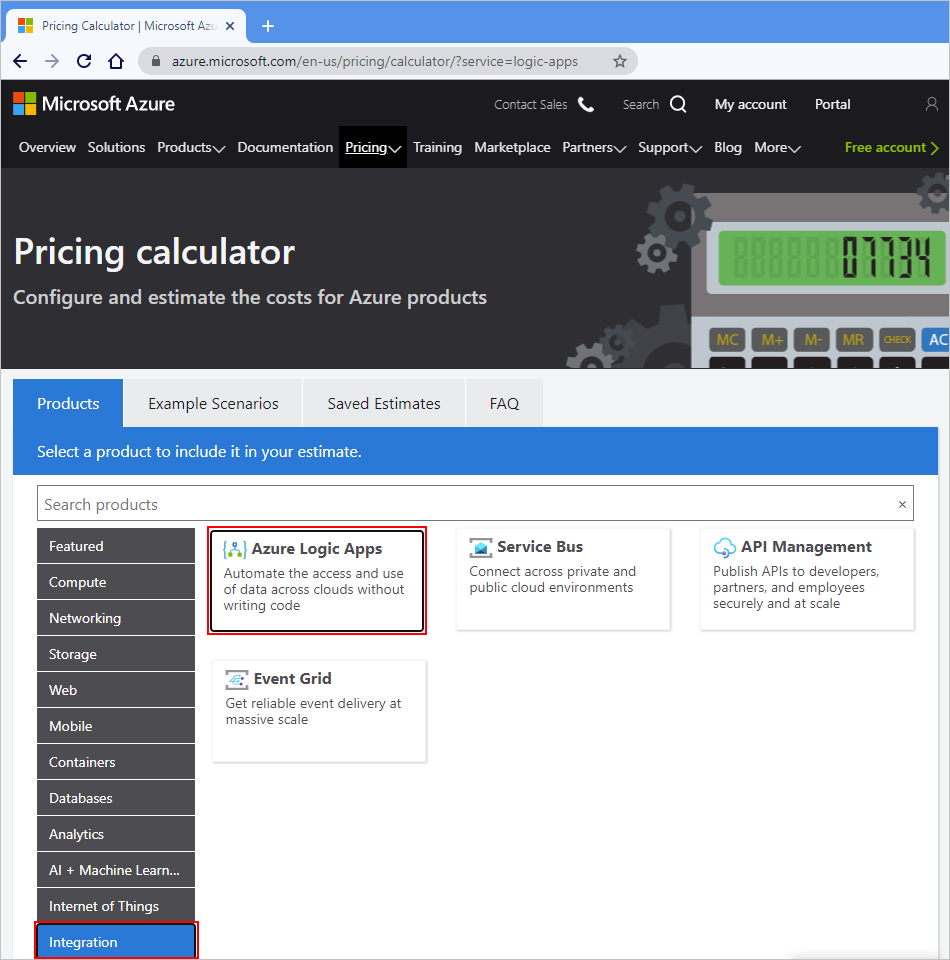 Pricing Calculator | Microsoft Azu
azure.microsoft.com/en-us/pricing/calculator/?service=logic-apps
Microsoft Azure
Contact Sales
Search
My account
Portal
Overview
Solutions
Products
Documentation
Pricing
Training
Marketplace
Partners
Support
Blog
More
Free account
Pricing calculator
Configure and estimate the costs for Azure products
07734
MC
M+
M-
MR
CHECK
AC
Products
Example Scenarios
Saved Estimates
FAQ
Select a product to include it in your estimate.
Search products
Featured
Compute
Networking
Storage
Web
Mobile
Containers
Databases
Analytics
AI + Machine Learn...
Internet of Things
Integration
Azure Logic Apps
Automate the access and use
of data across clouds without
writing code
Service Bus
Connect across private and
public cloud environments
API Management
Publish APIs to developers,
partners, and employees
securely and at scale
Event Grid
Get reliable event delivery at
massive scale